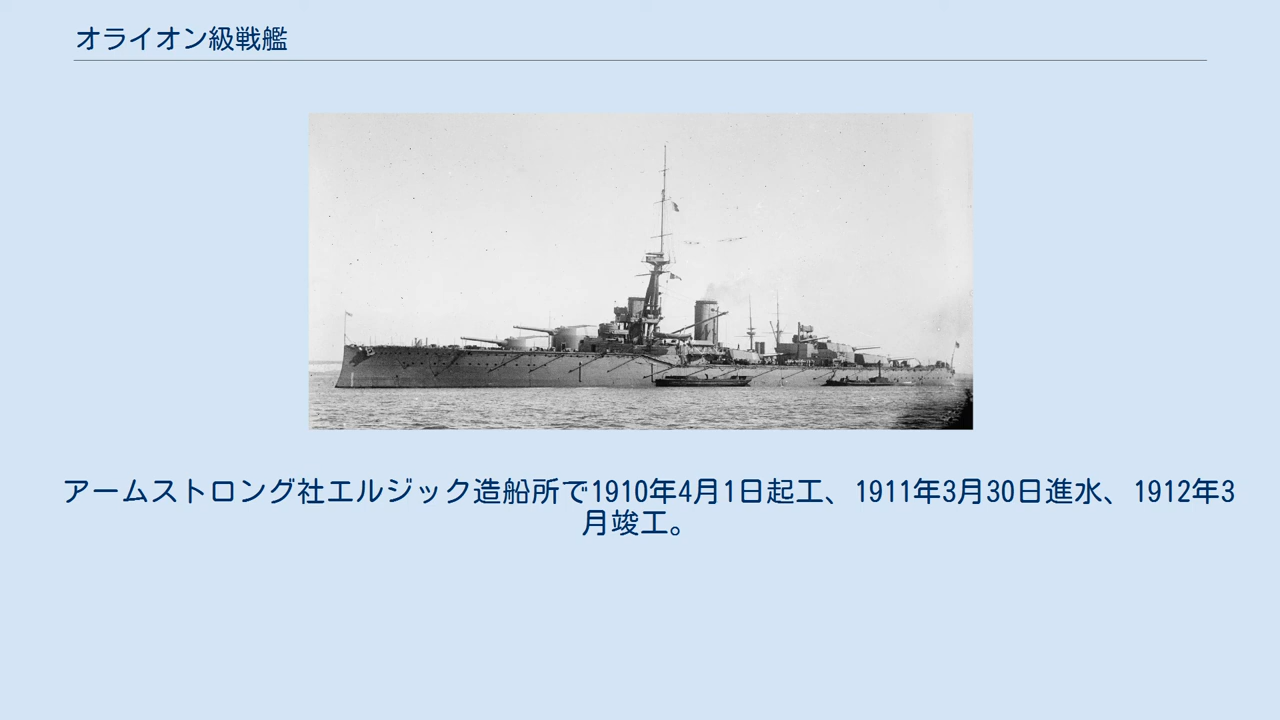 オライオン級戦艦
アームストロング社エルジック造船所で1910年4月1日起工、1911年3月30日進水、1912年3
月竣工。